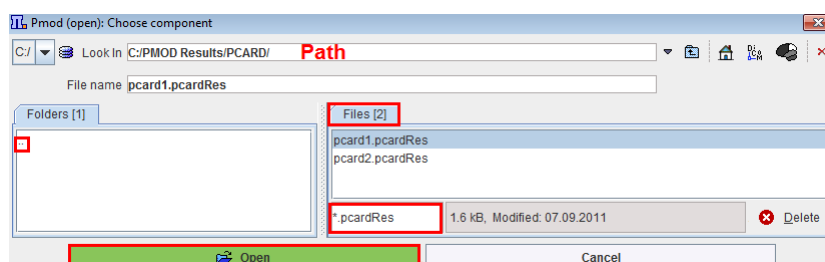 Pmod (open): Choose component
C:/ Look In C:/PMOD Results/PCARD/ Path
File name pcard1.pcardRes
Folders [1] Files [2]
..
pcard1.pcardRes
pcard2.pcardRes
*.pcardRes 1.6 kB, Modified: 07.09.2011 Delete
Open Cancel